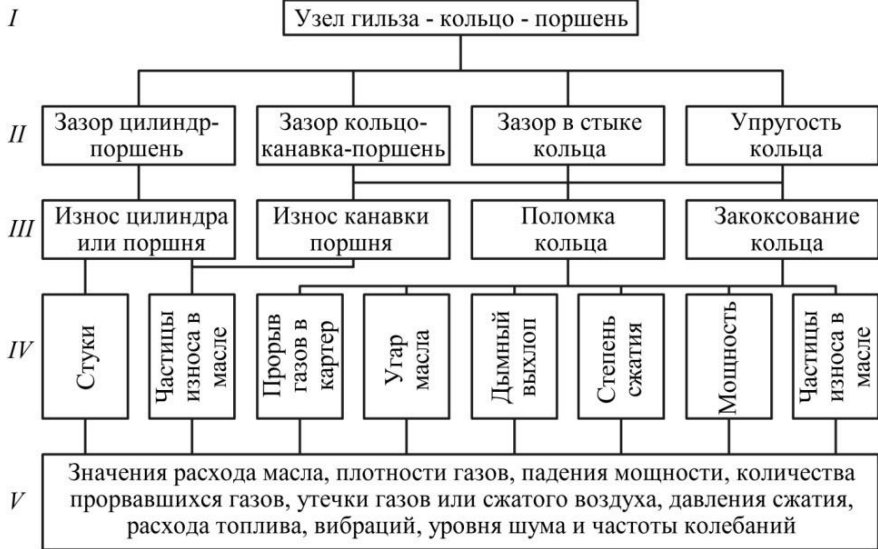 I
Узел гильза - кольцо - поршень
II
Зазор цилиндр-
поршень
Зазор кольцо-
канавка-поршень
Зазор в стыке
кольца
Упругость
кольца
III
Износ цилиндра
или поршня
Износ канавки
поршня
Поломка
кольца
Закоксование
кольца
IV
Стуки
Частицы
износа в
масле
Прорыв
газов в
картер
Угар
масла
Дымный
выхлоп
Степень
сжатия
Мощность
Частицы
износа в
масле
V
Значения расхода масла, плотности газов, падения мощности, количества
прорвавшихся газов, утечки газов или сжатого воздуха, давления сжатия,
расхода топлива, вибраций, уровня шума и частоты колебаний